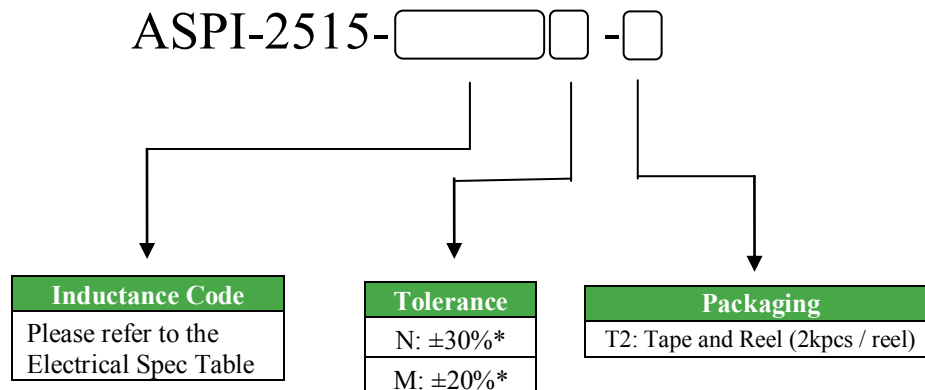 ASPI-2515- -
Inductance Code
Please refer to the
Electrical Spec Table
Tolerance
N: ±30%*
M: ±20%*
Packaging
T2: Tape and Reel (2kpcs / reel)